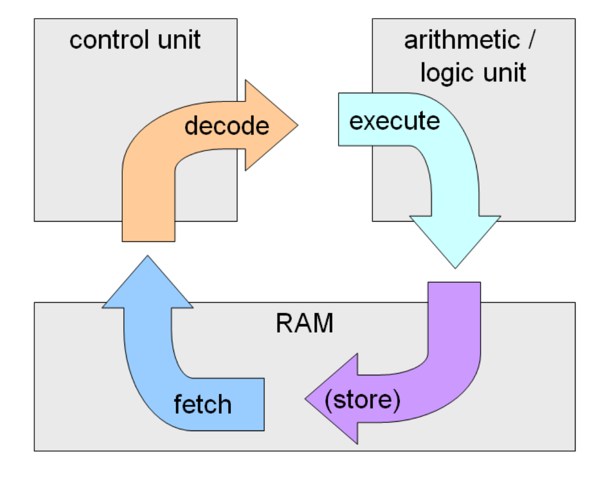 control unit
arithmetic /
logic unit
decode
execute
RAM
fetch
(store)